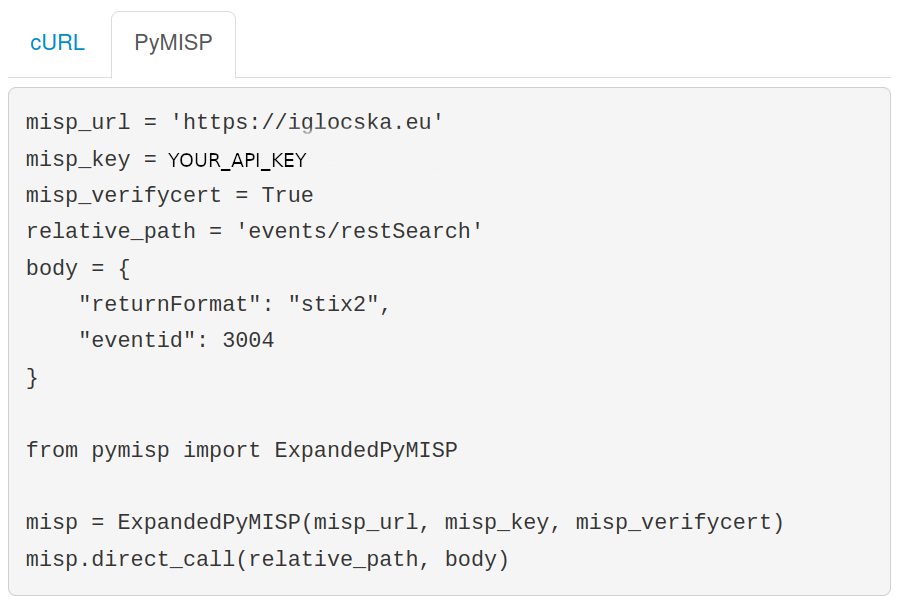 cURL PyMISP
misp_url = 'https://iglocska.eu'
misp_key = YOUR_API_KEY
misp_verifycert = True
relative_path = 'events/restSearch'
body = {
    "returnFormat": "stix2",
    "eventid": 3004
}
from pymisp import ExpandedPyMISP
misp = ExpandedPyMISP(misp_url, misp_key, misp_verifycert)
misp.direct_call(relative_path, body)